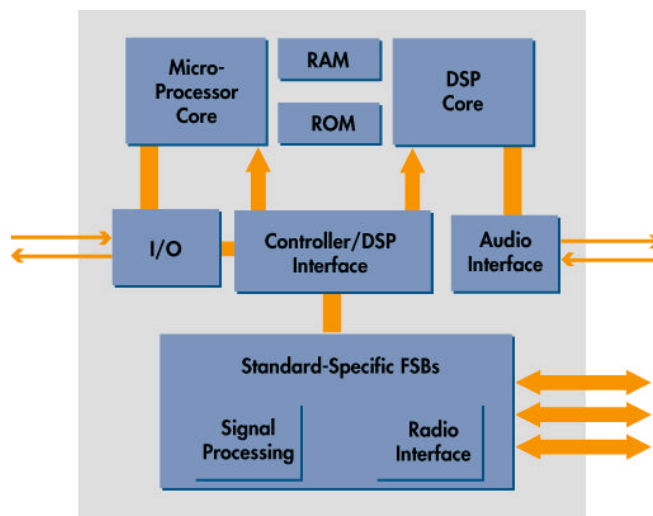 Micro-
Processor
Core
RAM
ROM
DSP
Core
I/O
Controller/DSP
Interface
Audio
Interface
Standard-Specific FSBs
Signal
Processing
Radio
Interface